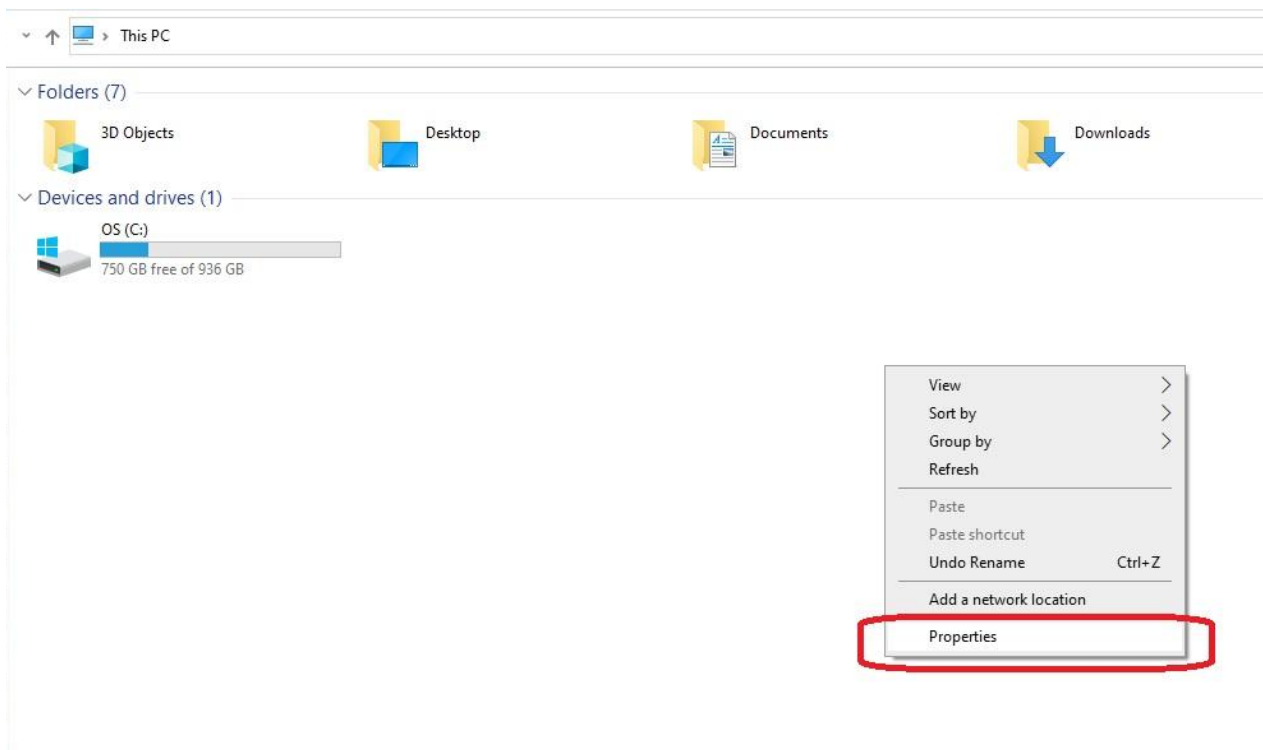 This PC
Folders (7)
3D Objects
Desktop
Documents
Downloads
Devices and drives (1)
OS (C:)
750 GB free of 936 GB
View
Sort by
Group by
Refresh
Paste
Paste shortcut
Undo Rename Ctrl+Z
Add a network location
Properties